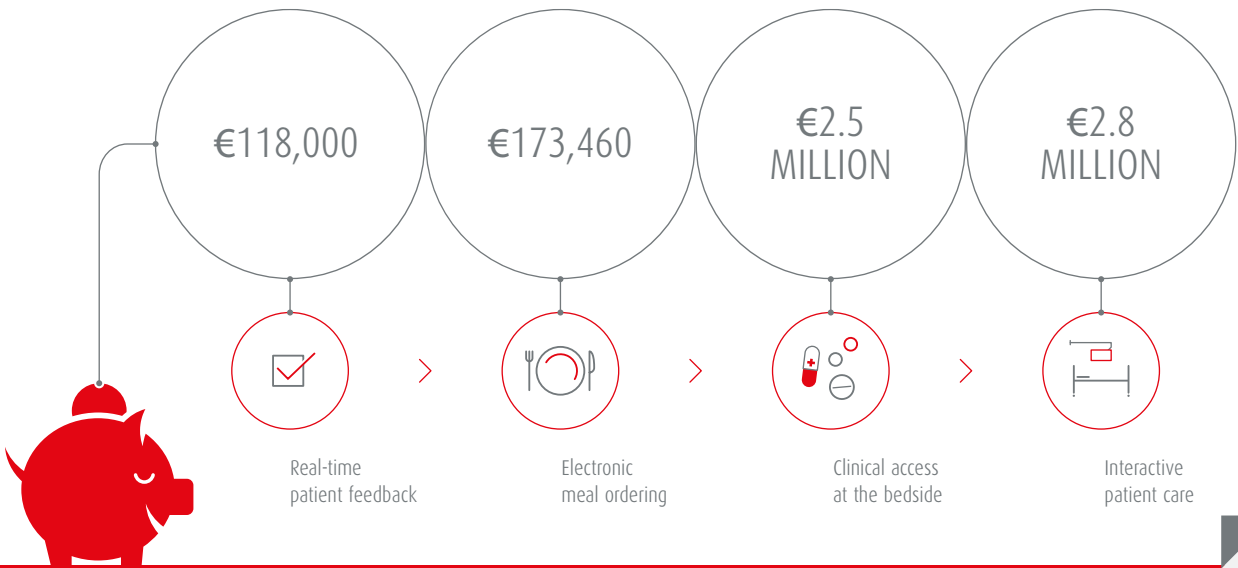 €118,000
€173,460
€2.5
MILLION
€2.8
MILLION
Real-time
patient feedback
Electronic
meal ordering
Clinical access
at the bedside
Interactive
patient care